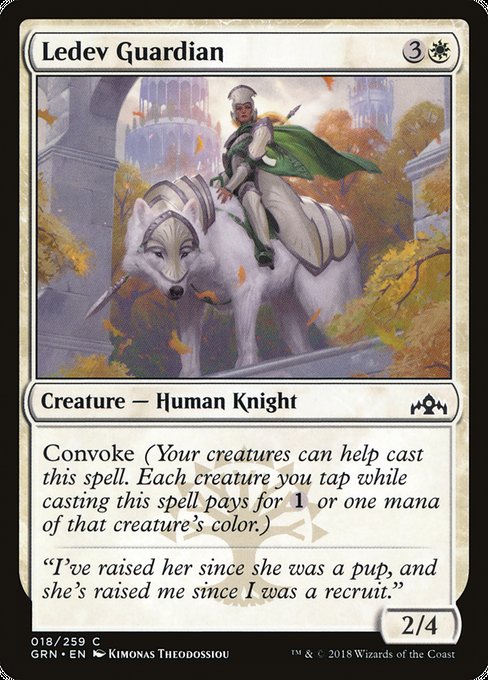 Ledev Guardian 3
Creature — Human Knight
Convoke (Your creatures can help cast
this spell. Each creature you tap while
casting this spell pays for 1 or one mana
of that creature's color.)
"I've raised her since she was a pup, and
she's raised me since I was a recruit."
2/4
018/259 C
GRN • EN Kimonas Theodossiou
™ & © 2018 Wizards of the Coast